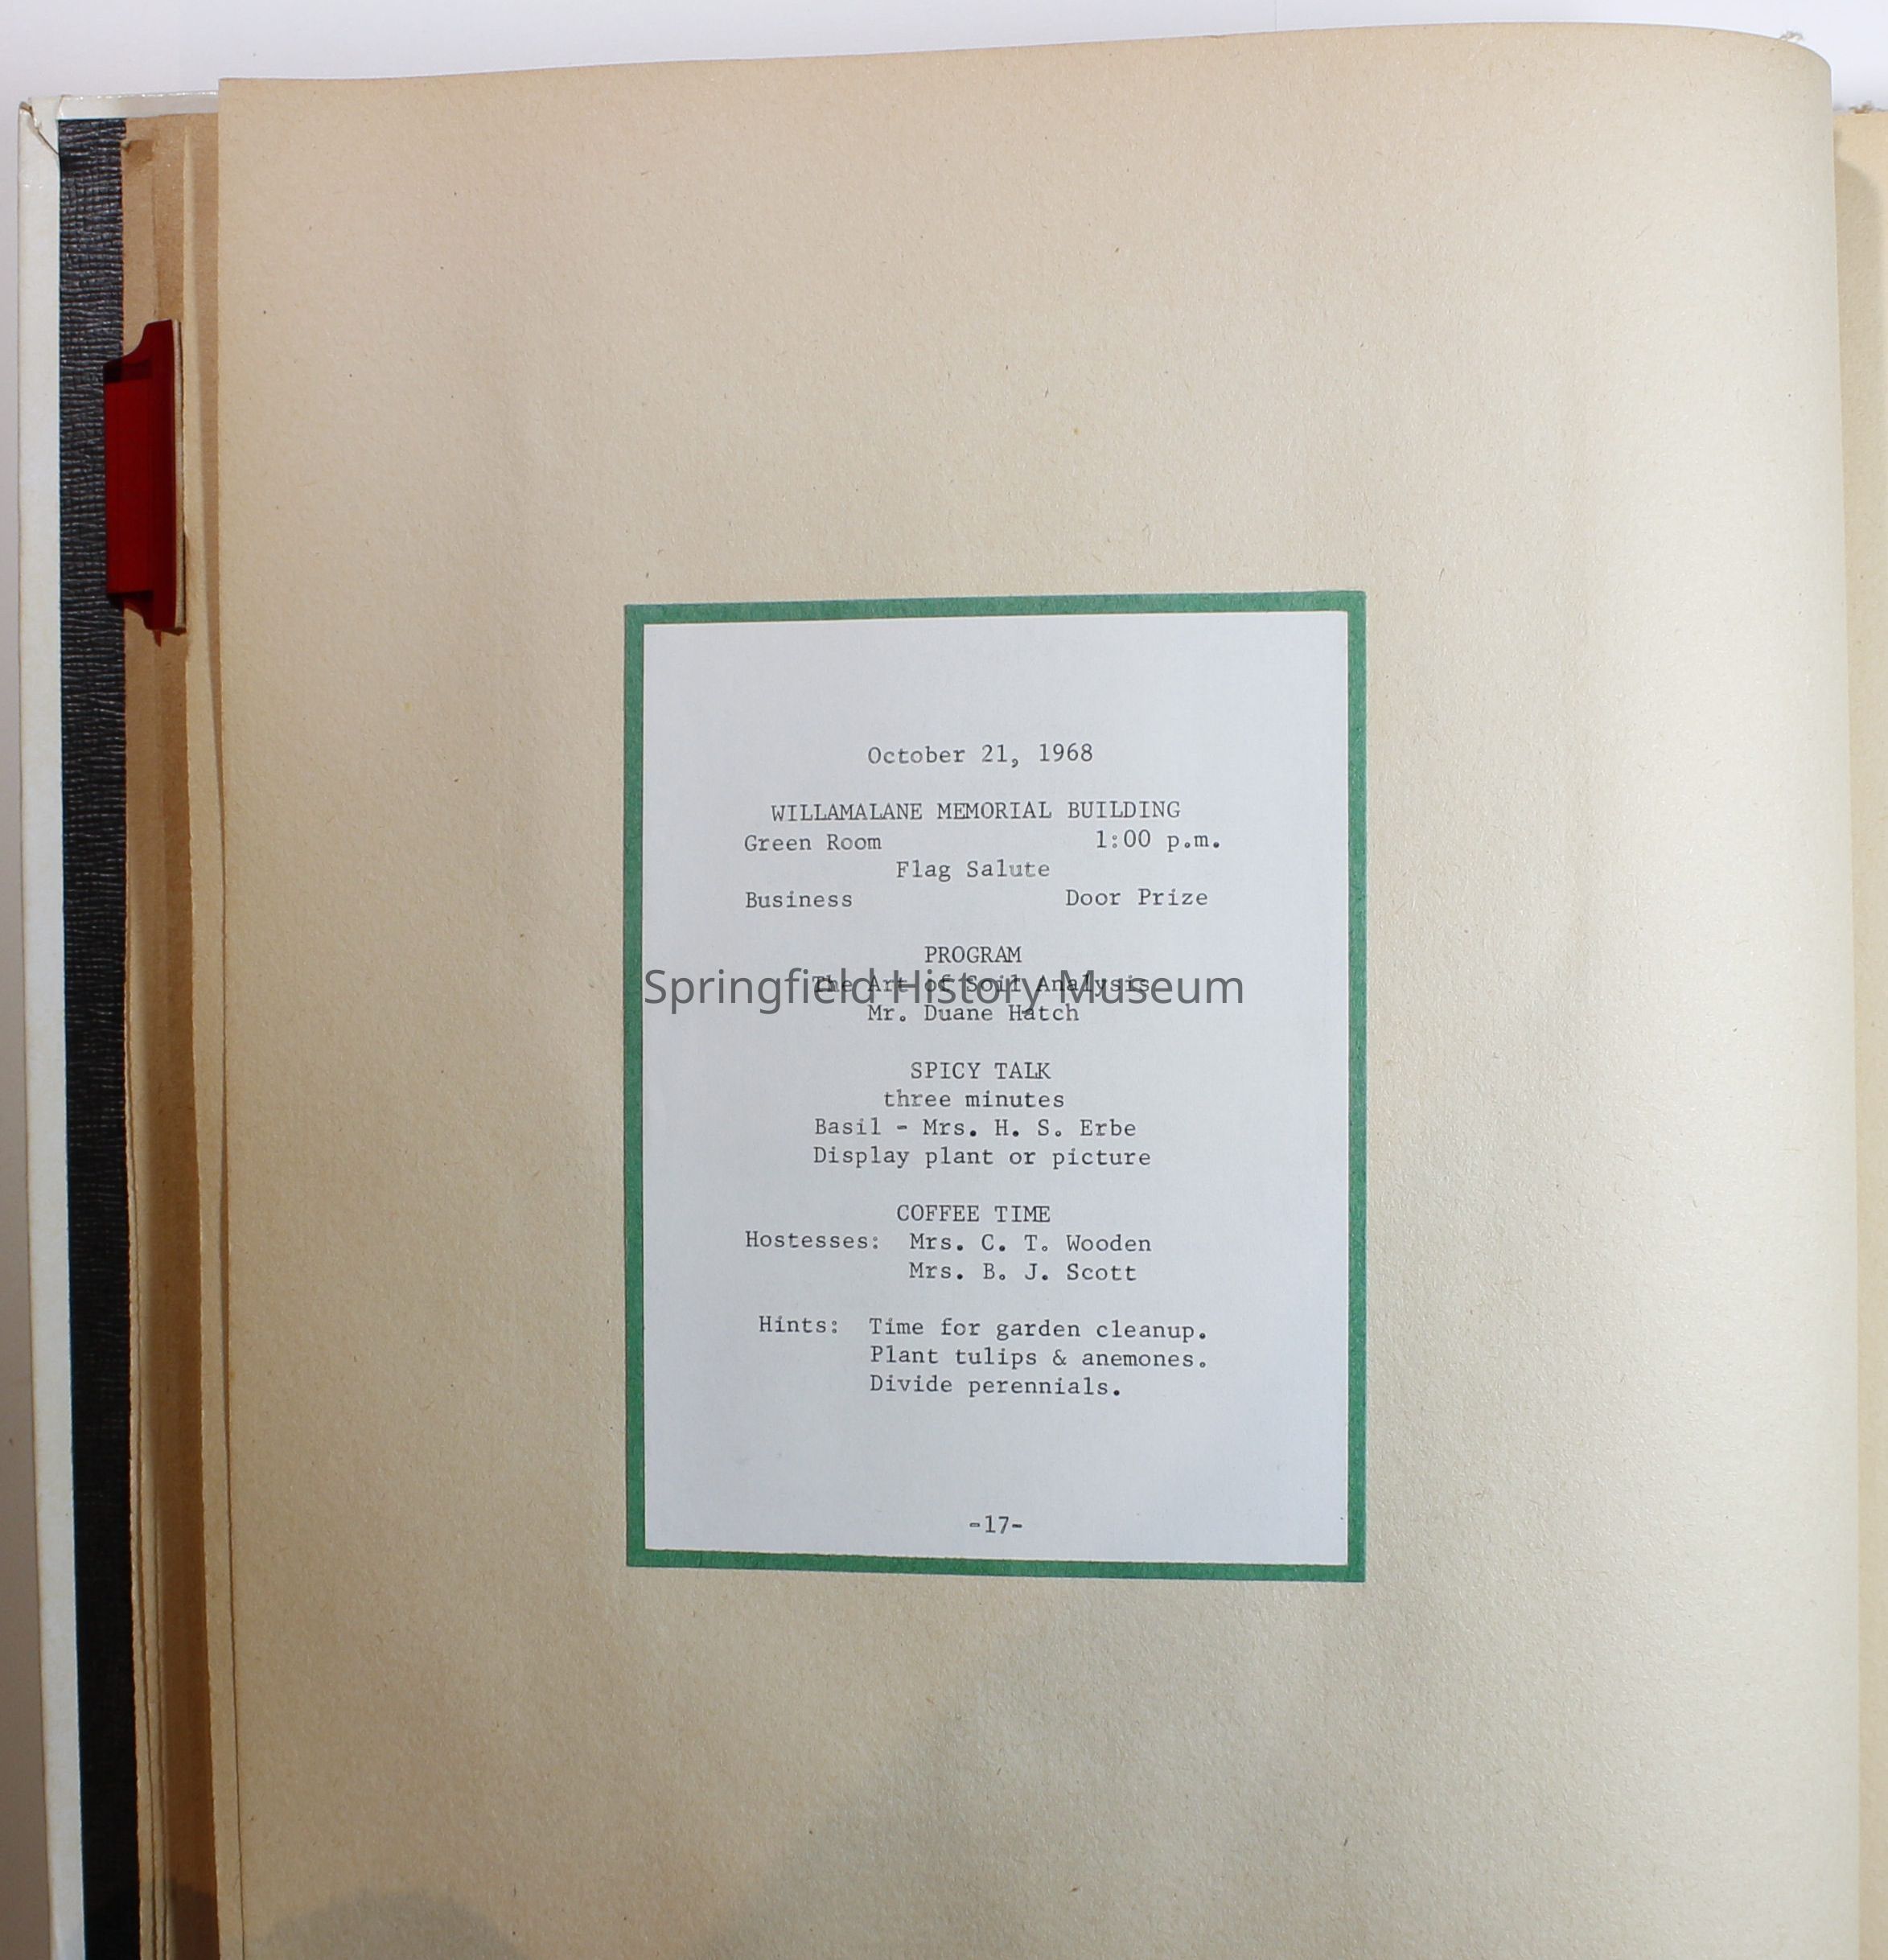 October 21, 1968
WILLAMALANE MEMORIAL BUILDING
Green Room 1:00 p.m.
Flag Salute
Business Door Prize
PROGRAM
The Art of Soil Analysis
Springfield History Museum
Mr. Duane Hatch
SPICY TALK
three minutes
Basil - Mrs. H. S. Erbe
Display plant or picture
COFFEE TIME
Hostesses: Mrs. C. T. Wooden
Mrs. B. J. Scott
Hints: Time for garden cleanup.
Plant tulips & anemones.
Divide perennials.
-17-